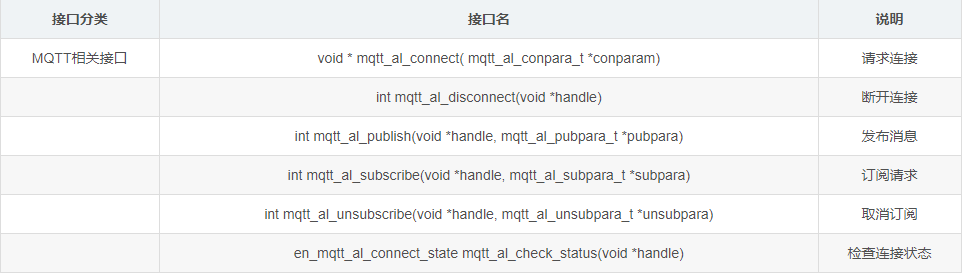 接口分类 接口名 说明
MQTT相关接口 void * mqtt_al_connect( mqtt_al_conpara_t *conparam) 请求连接
int mqtt_al_disconnect(void *handle) 断开连接
int mqtt_al_publish(void *handle, mqtt_al_pubpara_t *pubpara) 发布消息
int mqtt_al_subscribe(void *handle, mqtt_al_subpara_t *subpara) 订阅请求
int mqtt_al_unsubscribe(void *handle, mqtt_al_unsubpara_t *unsubpara) 取消订阅
en_mqtt_al_connect_state mqtt_al_check_status(void *handle) 检查连接状态